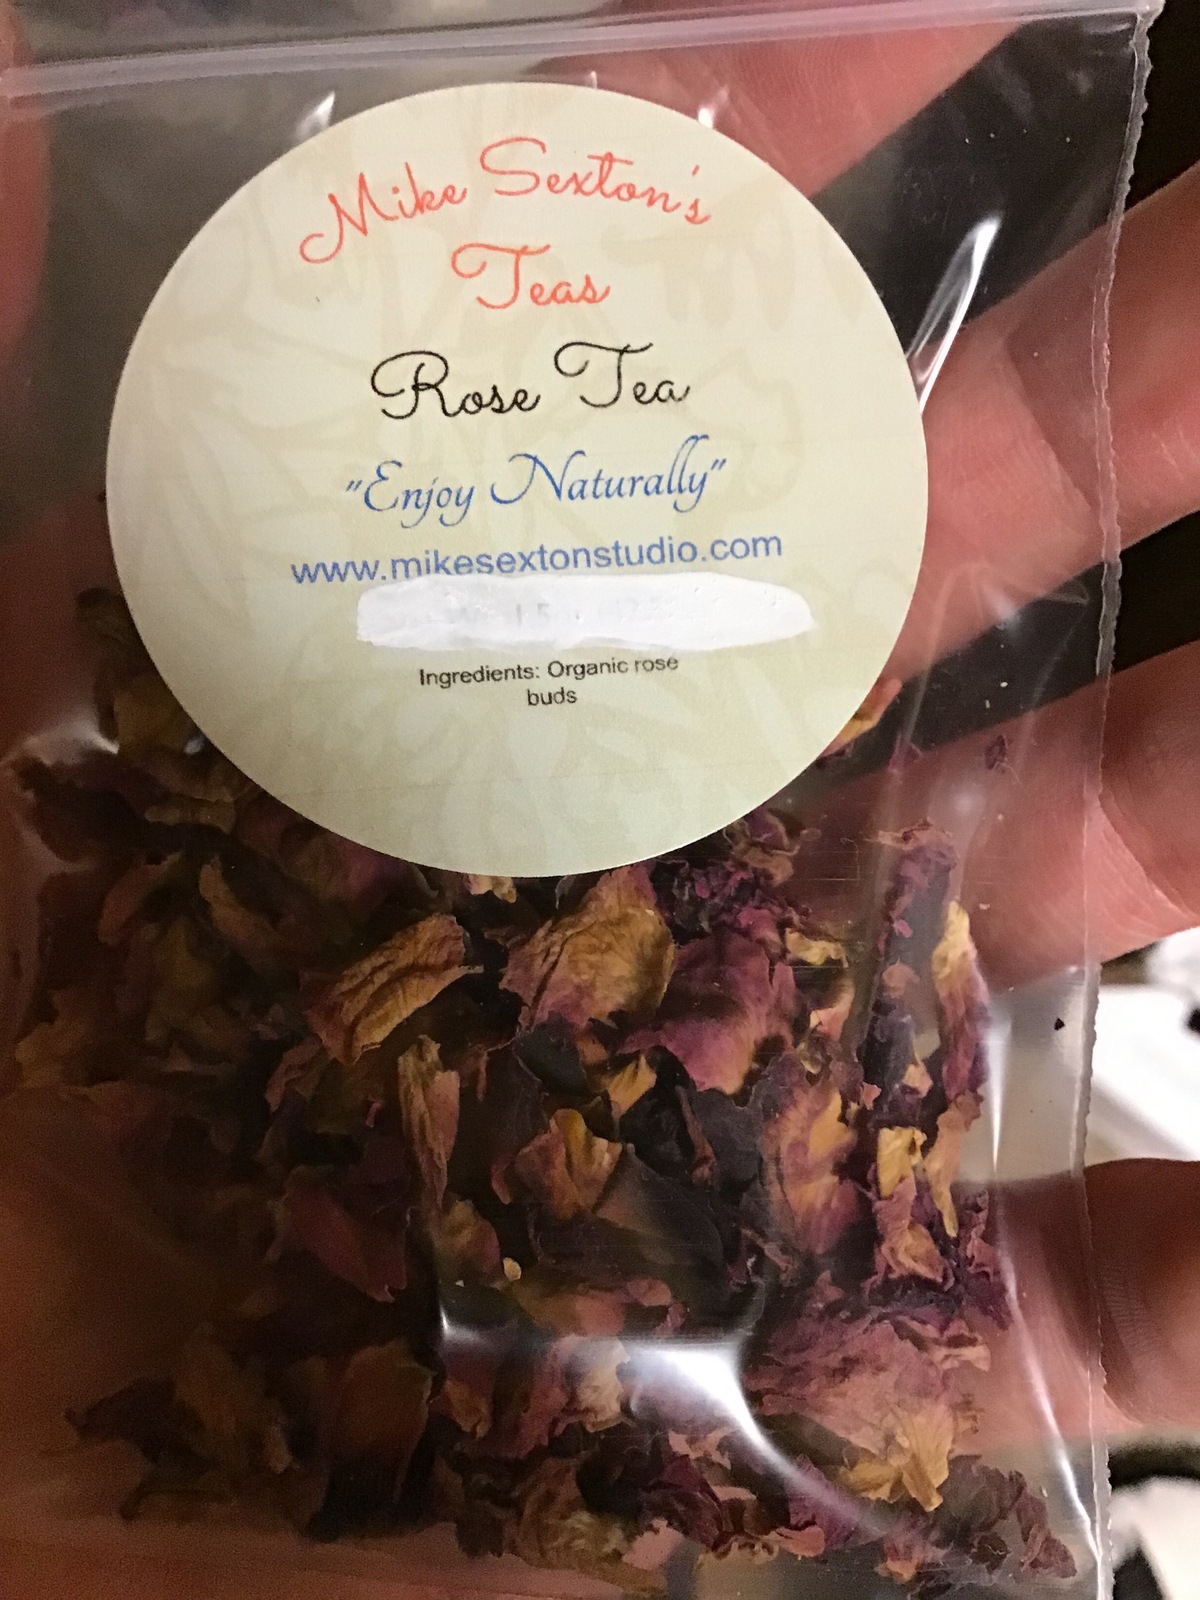 Mike Sexton's
Teas
Rose Tea
"Enjoy Naturally"
www.mikesextonstudio.com
Ingredients: Organic rose
buds